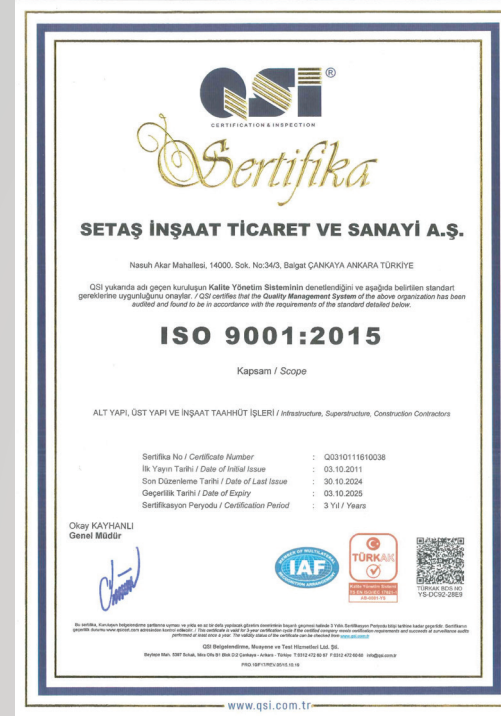 QSI ®
CERTIFICATION & INSPECTION
Sertifika
SETAŞ İNŞAAT TİCARET VE SANAYİ A.Ş.
Nasuh Akar Mahallesi, 14000. Sok. No:34/3, Balgat ÇANKAYA ANKARA TÜRKİYE
QSI yukarıda adı geçen kuruluşun Kalite Yönetim Sisteminin denetlendiğini ve aşağıda belirtilen standart
gereklerine uygunluğunu onaylar. / QSI certifies that the Quality Management System of the above organization has been
audited and found to be in accordance with the requirements of the standard detailed below.
ISO 9001:2015
Kapsam / Scope
ALT YAPI, ÜST YAPI VE İNŞAAT TAAHHÜT İŞLERİ / Infrastructure, Superstructure, Construction Contractors
Sertifika No / Certificate Number : Q0310111610038
İlk Yayın Tarihi / Date of Initial Issue : 03.10.2011
Son Düzenleme Tarihi / Date of Last Issue : 30.10.2024
Geçerlilik Tarihi / Date of Expiry : 03.10.2025
Sertifikasyon Peryodu / Certification Period : 3 Yıl / Years
Okay KAYHANLI
Genel Müdür
IAF
TÜRKAK
TÜRKAK BDS NO.
YS-DC92-28E9
QSI Belgelendirme, Muayene ve Test Hizmetleri Ltd. Şti.
www.qsi.com.tr